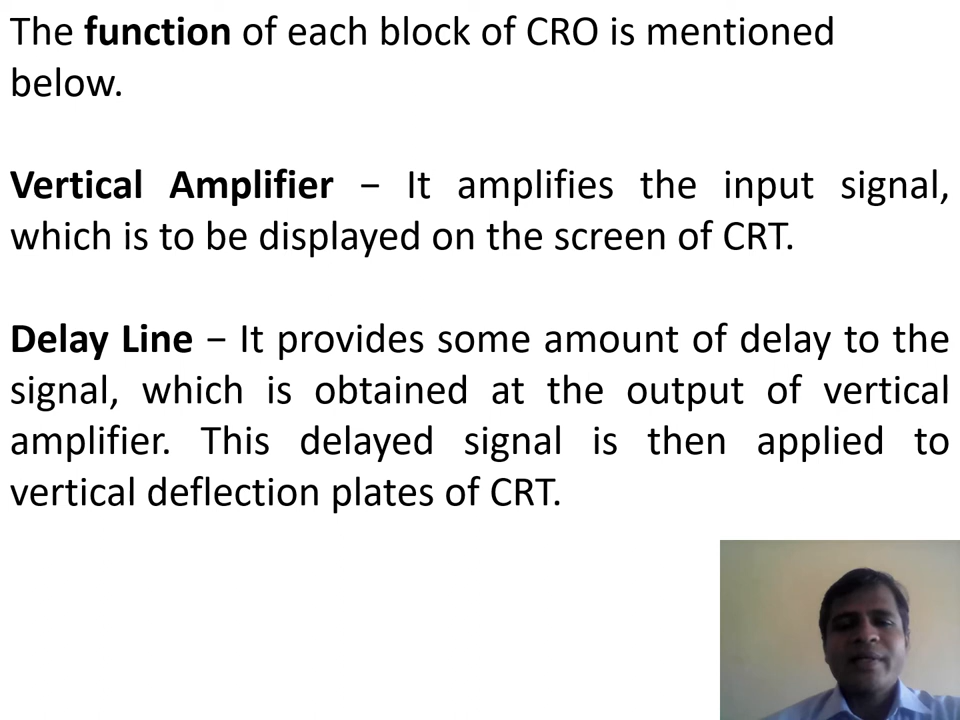 The function of each block of CRO is mentioned
below.
Vertical Amplifier − It amplifies the input signal,
which is to be displayed on the screen of CRT.
Delay Line − It provides some amount of delay to the
signal, which is obtained at the output of vertical
amplifier. This delayed signal is then applied to
vertical deflection plates of CRT.